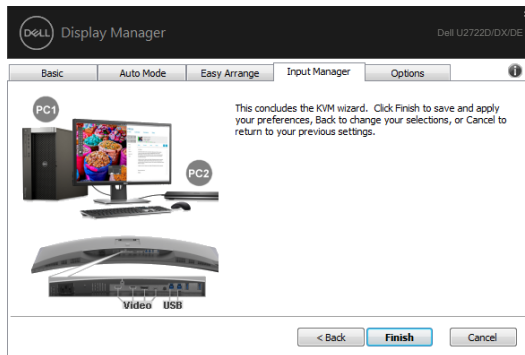 DELL Display Manager
Dell U2722D/DX/DE
Basic Auto Mode Easy Arrange Input Manager Options
PC1
This concludes the KVM wizard. Click Finish to save and apply
your preferences, Back to change your selections, or Cancel to
return to your previous settings.
PC2
Video USB
< Back Finish Cancel